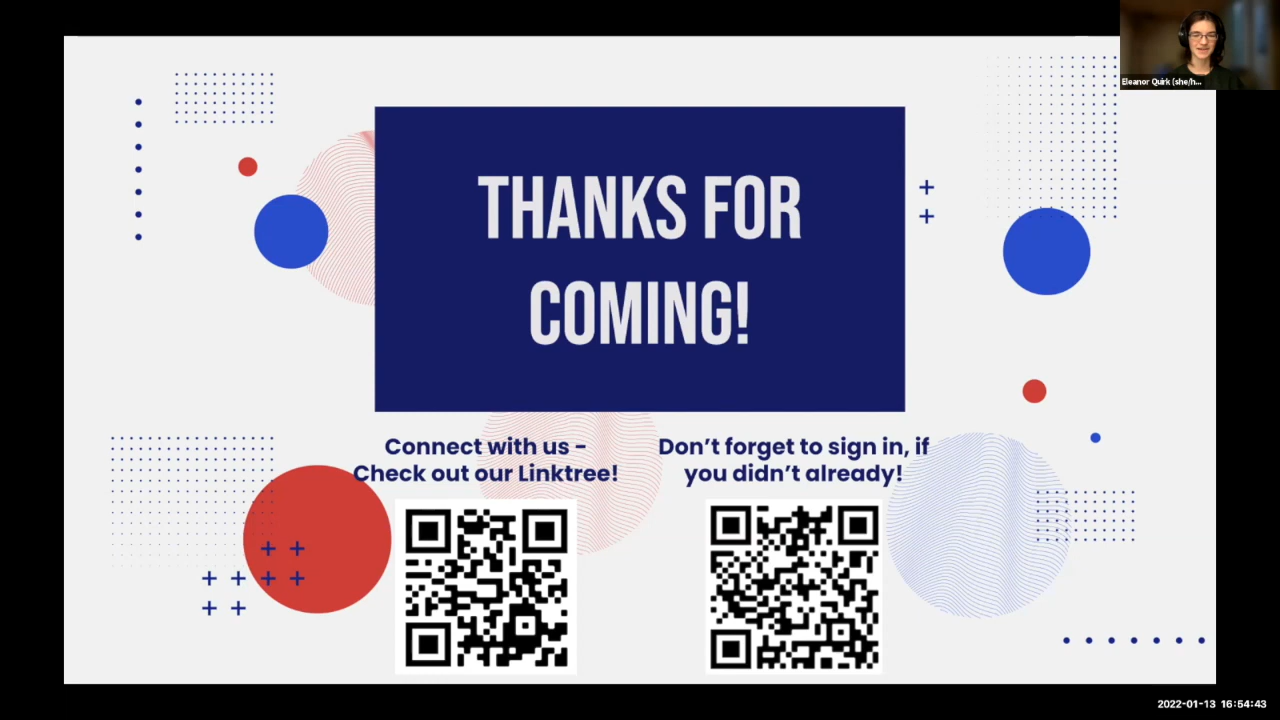 Eleanor Quirk (she/h...
THANKS FOR
COMING!
Connect with us -
Check out our Linktree!
Don't forget to sign in, if
you didn't already!
2022-01-13 16:54:43